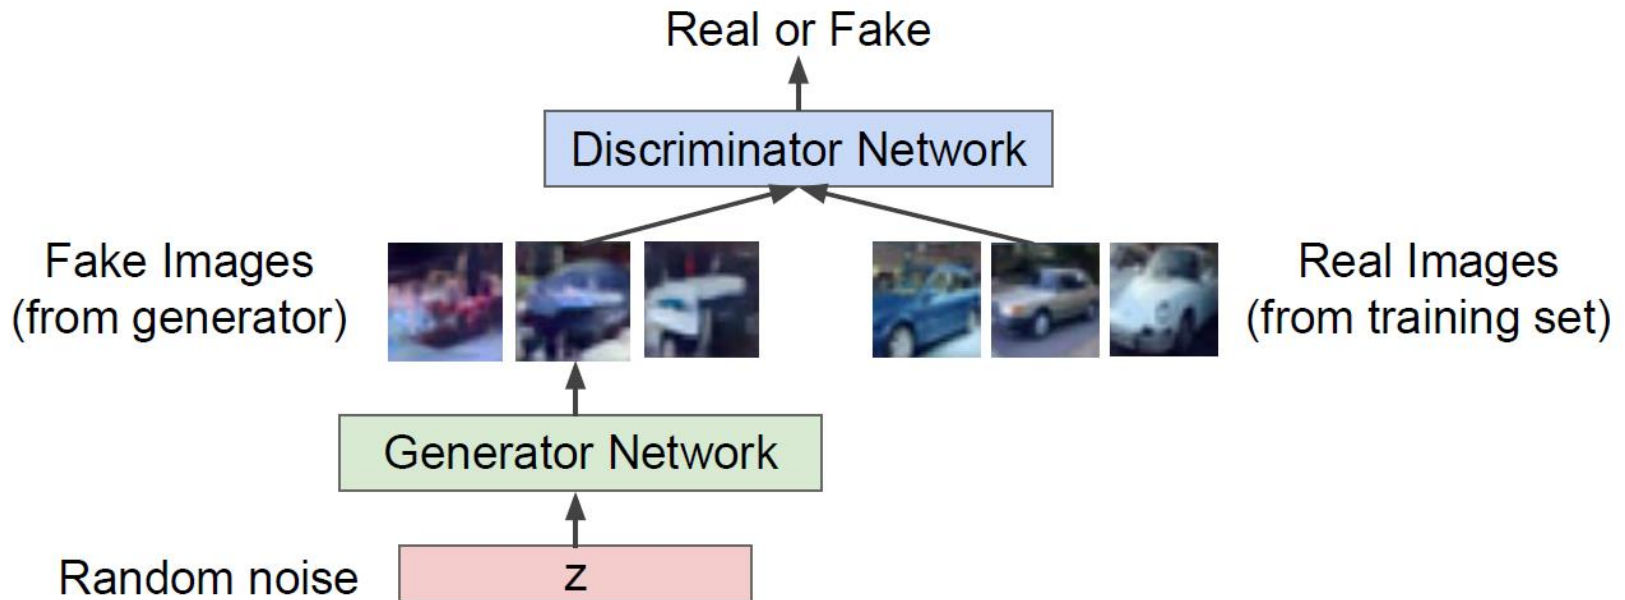 Real or Fake
Discriminator Network
Fake Images
(from generator)
Real Images
(from training set)
Generator Network
Random noise
z